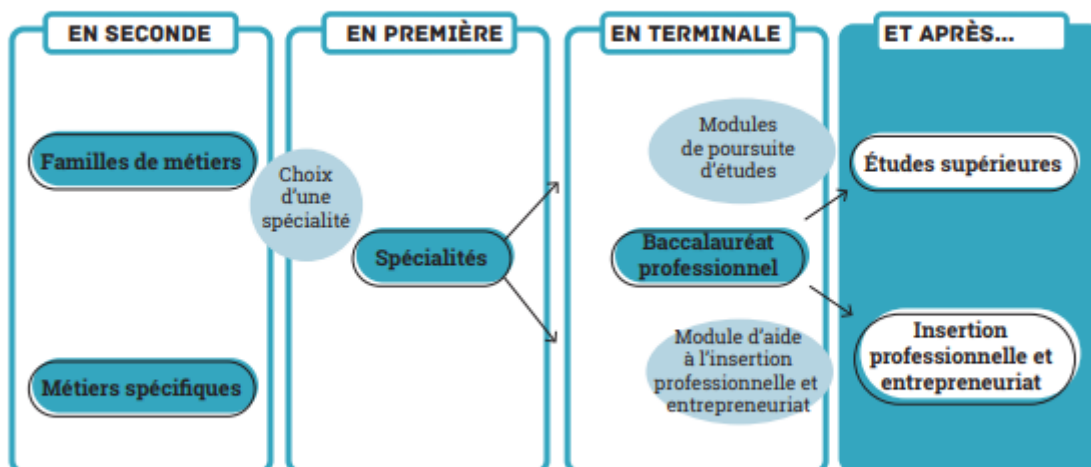 EN SECONDE
Familles de métiers
Métiers spécifiques
Choix
d'une
spécialité
EN PREMIÈRE
Spécialités
EN TERMINALE
Modules
de poursuite
d'études
Baccalauréat
professionnel
Module d'aide
à l'insertion
professionnelle et
entrepreneuriat
ET APRÈS...
Études supérieures
Insertion
professionnelle et
entrepreneuriat